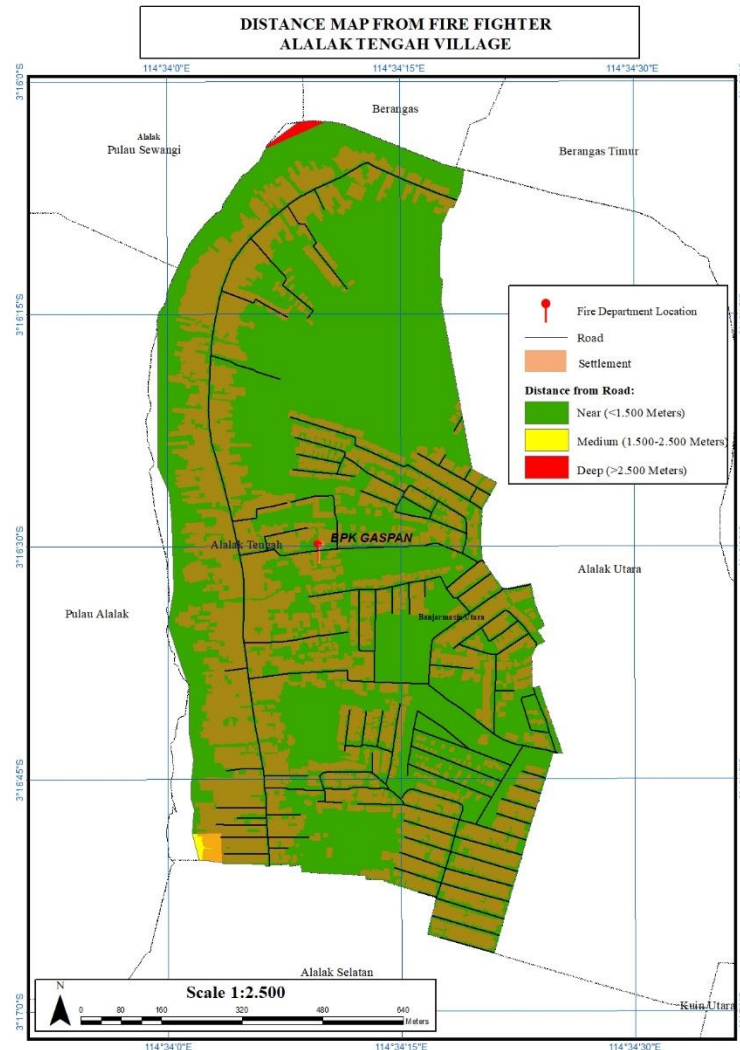 DISTANCE MAP FROM FIRE FIGHTER
ALALAK TENGAH VILLAGE
114°34'0"E
114°34'15"E
114°34'30"E
3°16'0"S
Berangas
Alalak
Pulau Sewangi
Berangas Timur
3°16'15"S
Fire Department Location
Road
Settlement
Distance from Road:
Near (<1.500 Meters)
Medium (1.500-2.500 Meters)
Deep (>2.500 Meters)
3°16'30"S
BPK GASPAN
Alalak Tengah
Alalak Utara
Pulau Alalak
Banjarmasin Utara
3°16'45"S
Alalak Selatan
Kuin Utara
N
Scale 1:2.500
0 80 160 320 480 640
Meters
3°17'0"S
114°34'0"E
114°34'15"E
114°34'30"E